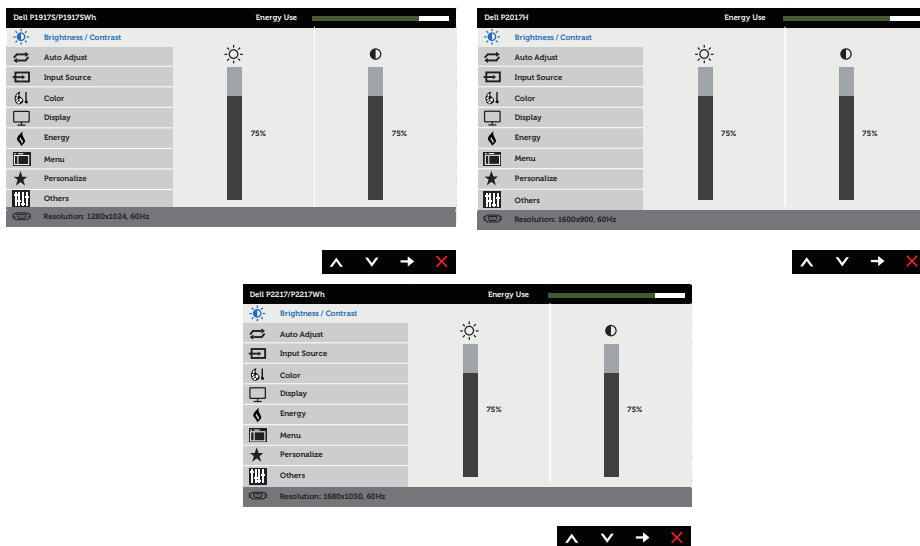 Dell P1917S/P1917SWh Energy Use
Brightness / Contrast
Auto Adjust
Input Source
Color
Display
Energy
Menu
Personalize
Others
75% 75%
Resolution: 1280x1024, 60Hz
Dell P2017H Energy Use
Brightness / Contrast
Auto Adjust
Input Source
Color
Display
Energy
Menu
Personalize
Others
75% 75%
Resolution: 1600x900, 60Hz
Dell P2217/P2217Wh Energy Use
Brightness / Contrast
Auto Adjust
Input Source
Color
Display
Energy
Menu
Personalize
Others
75% 75%
Resolution: 1680x1050, 60Hz